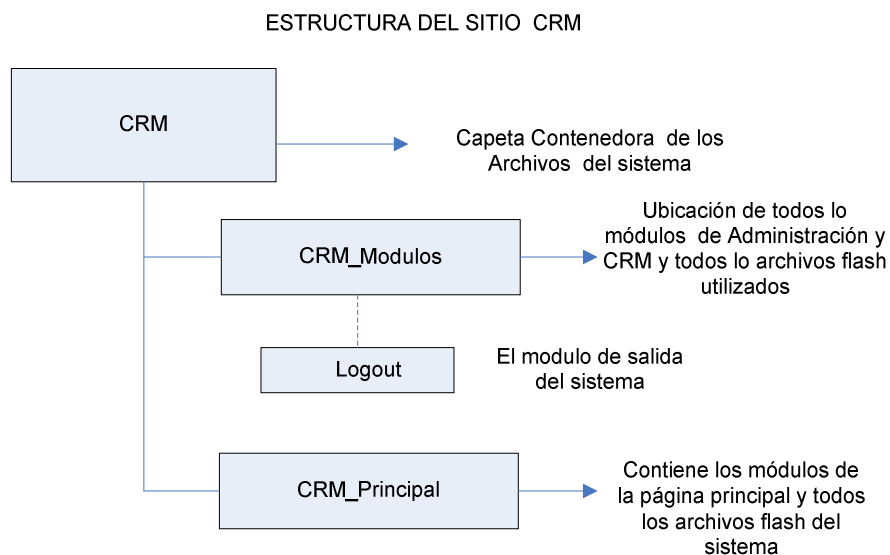 ESTRUCTURA DEL SITIO CRM
CRM
Capeta Contenedora de los
Archivos del sistema
CRM_Modulos
Ubicación de todos lo
módulos de Administración y
CRM y todos lo archivos flash
utilizados
Logout
El modulo de salida
del sistema
CRM_Principal
Contiene los módulos de
la página principal y todos
los archivos flash del
sistema